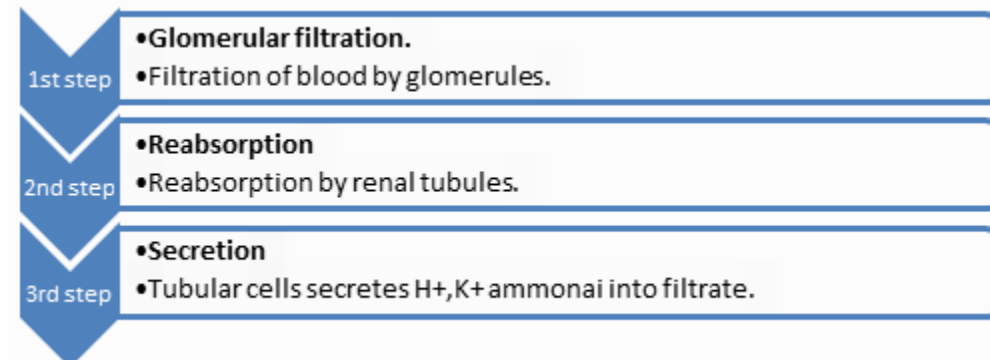 1st step
•Glomerular filtration.
•Filtration of blood by glomerules.
2nd step
•Reabsorption
•Reabsorption by renal tubules.
3rd step
•Secretion
•Tubular cells secretes H+,K+ ammonai into filtrate.